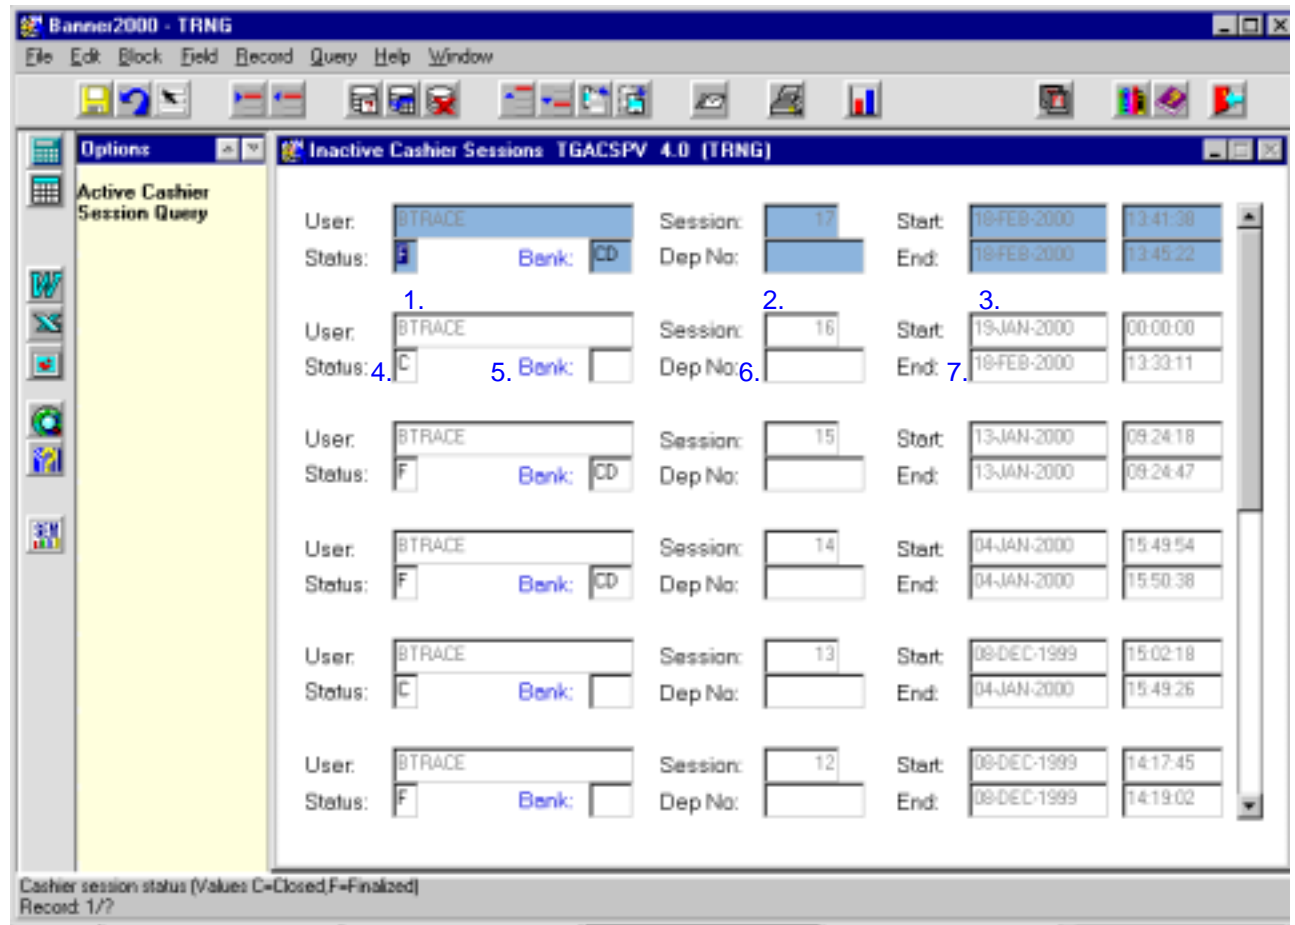 Banner2000 - TRNG
File Edit Block Field Record Query Help Window
Options
Inactive Cashier Sessions TGACSPV 4.0 (TRNG)
Active Cashier
Session Query
User: BTRACE Session: 17 Start: 18-FEB-2000 13:41:38
Status: F Bank: CD Dep No: End: 18-FEB-2000 13:45:22
1. 2. 3.
User: BTRACE Session: 16 Start: 19-JAN-2000 00:00:00
Status: 4. C 5. Bank: Dep No: 6. End: 7. 18-FEB-2000 13:33:11
User: BTRACE Session: 15 Start: 13-JAN-2000 09:24:18
Status: F Bank: CD Dep No: End: 13-JAN-2000 09:24:47
User: BTRACE Session: 14 Start: 04-JAN-2000 15:49:54
Status: F Bank: CD Dep No: End: 04-JAN-2000 15:50:38
User: BTRACE Session: 13 Start: 08-DEC-1999 15:02:18
Status: C Bank: Dep No: End: 04-JAN-2000 15:49:26
User: BTRACE Session: 12 Start: 08-DEC-1999 14:17:45
Status: F Bank: Dep No: End: 08-DEC-1999 14:19:02
Cashier session status (Values C=Closed,F=Finalized)
Record: 1/?